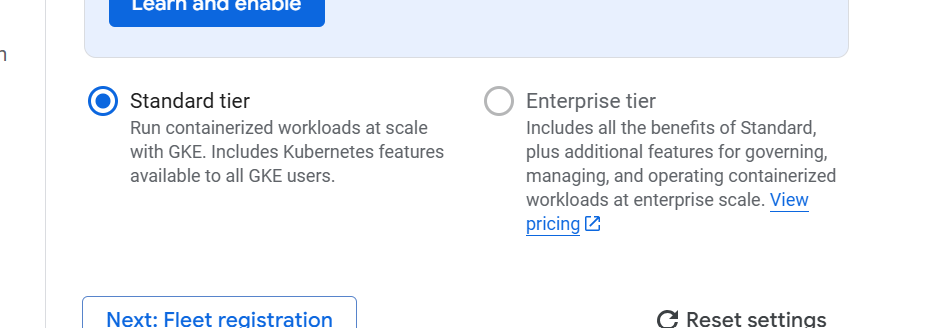 Learn and enable
n
Standard tier
Run containerized workloads at scale
with GKE. Includes Kubernetes features
available to all GKE users.
Enterprise tier
Includes all the benefits of Standard,
plus additional features for governing,
managing, and operating containerized
workloads at enterprise scale. View
pricing
Next: Fleet registration
Reset settings